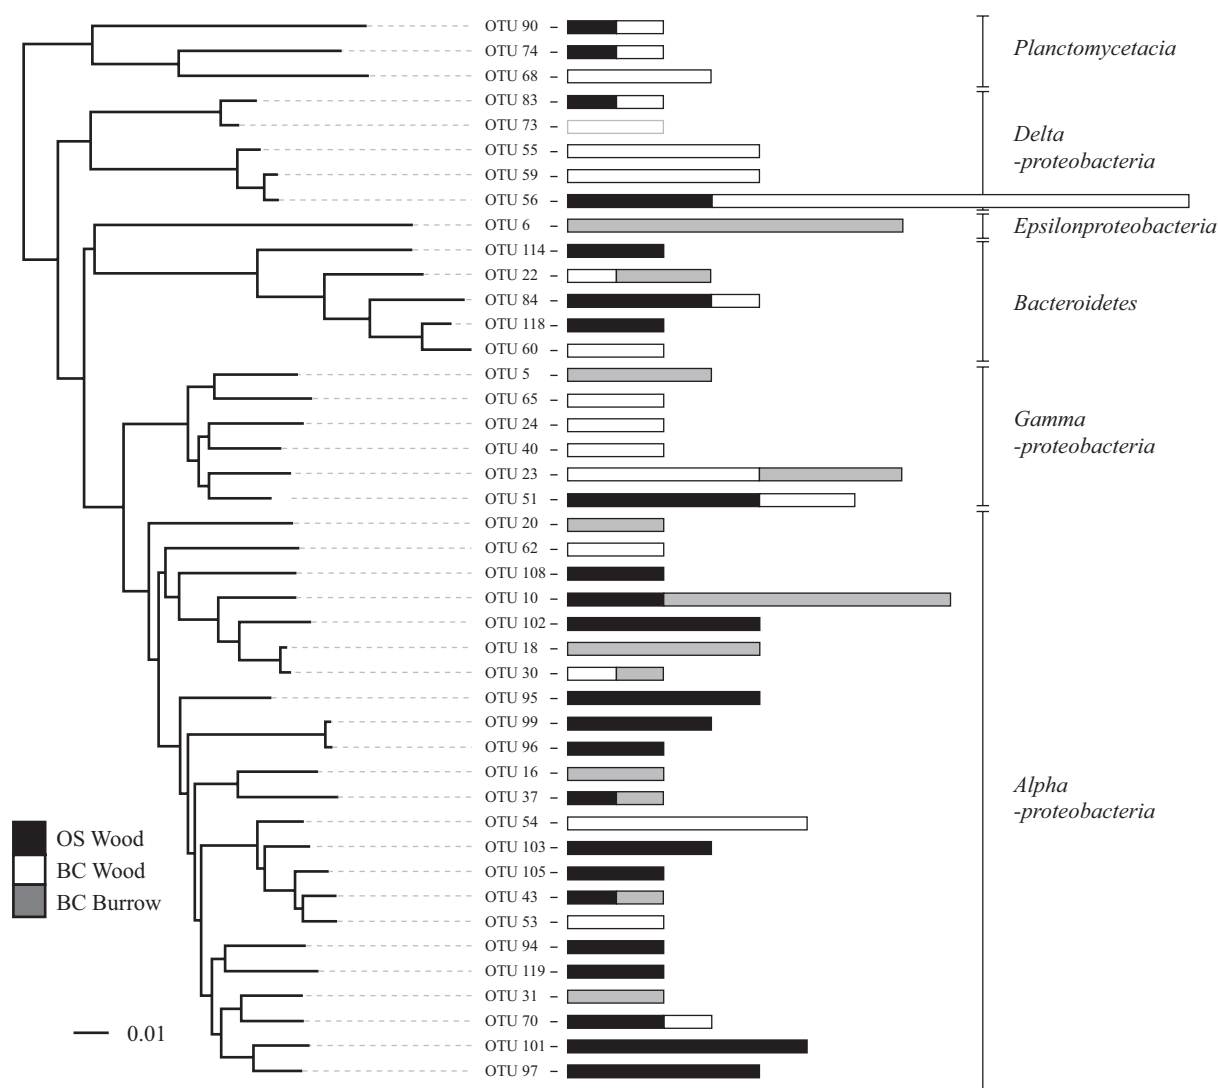 OTU 90
OTU 74
OTU 68
Planctomycetacia
OTU 83
OTU 73
OTU 55
OTU 59
OTU 56
Delta
-proteobacteria
OTU 6
Epsilonproteobacteria
OTU 114
OTU 22
OTU 84
OTU 118
OTU 60
Bacteroidetes
OTU 5
OTU 65
OTU 24
OTU 40
OTU 23
OTU 51
Gamma
-proteobacteria
OTU 20
OTU 62
OTU 108
OTU 10
OTU 102
OTU 18
OTU 30
OTU 95
OTU 99
OTU 96
OTU 16
OTU 37
OTU 54
OTU 103
OTU 105
OTU 43
OTU 53
OTU 94
OTU 119
OTU 31
OTU 70
OTU 101
OTU 97
Alpha
-proteobacteria
OS Wood
BC Wood
BC Burrow
0.01